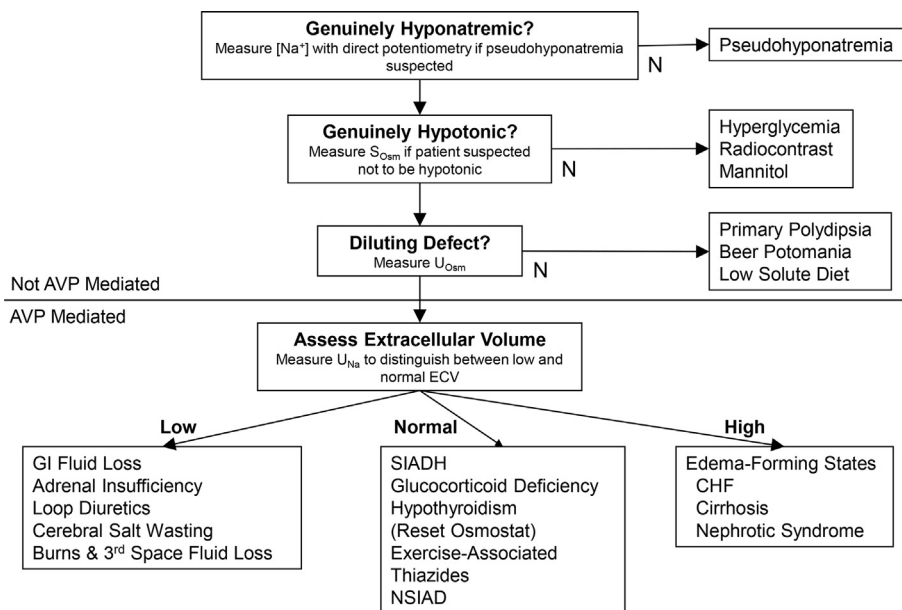 Genuinely Hyponatremic?
Measure [Na⁺] with direct potentiometry if pseudohyponatremia
suspected
N
Pseudohyponatremia
Genuinely Hypotonic?
Measure S_Osm if patient suspected
not to be hypotonic
N
Hyperglycemia
Radiocontrast
Mannitol
Diluting Defect?
Measure U_Osm
N
Primary Polydipsia
Beer Potomania
Low Solute Diet
Not AVP Mediated
AVP Mediated
Assess Extracellular Volume
Measure U_Na to distinguish between low and
normal ECV
Low
Normal
High
GI Fluid Loss
Adrenal Insufficiency
Loop Diuretics
Cerebral Salt Wasting
Burns & 3rd Space Fluid Loss
SIADH
Glucocorticoid Deficiency
Hypothyroidism
(Reset Osmostat)
Exercise-Associated
Thiazides
NSIAD
Edema-Forming States
CHF
Cirrhosis
Nephrotic Syndrome